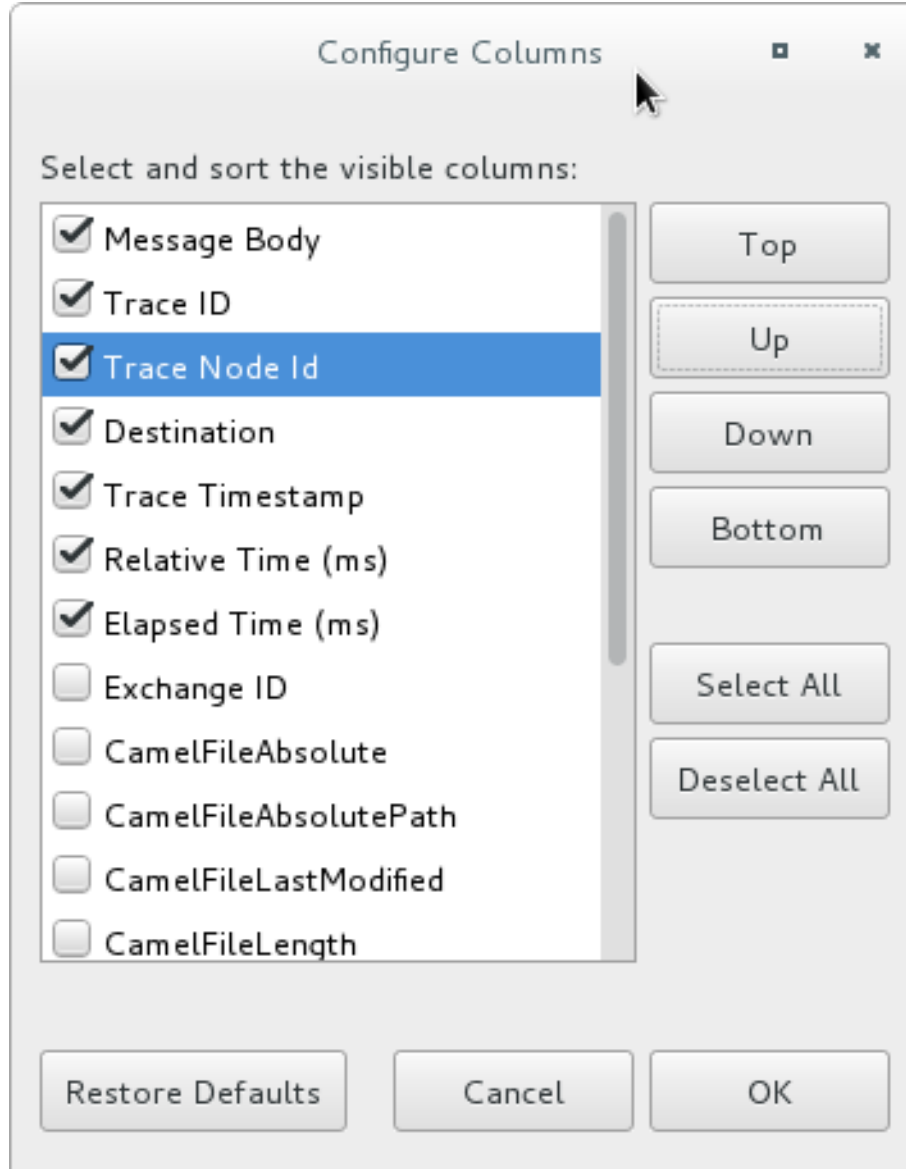 Configure Columns
Select and sort the visible columns:
Message Body
Trace ID
Trace Node Id
Destination
Trace Timestamp
Relative Time (ms)
Elapsed Time (ms)
Exchange ID
CamelFileAbsolute
CamelFileAbsolutePath
CamelFileLastModified
CamelFileLength
Top
Up
Down
Bottom
Select All
Deselect All
Restore Defaults
Cancel
OK